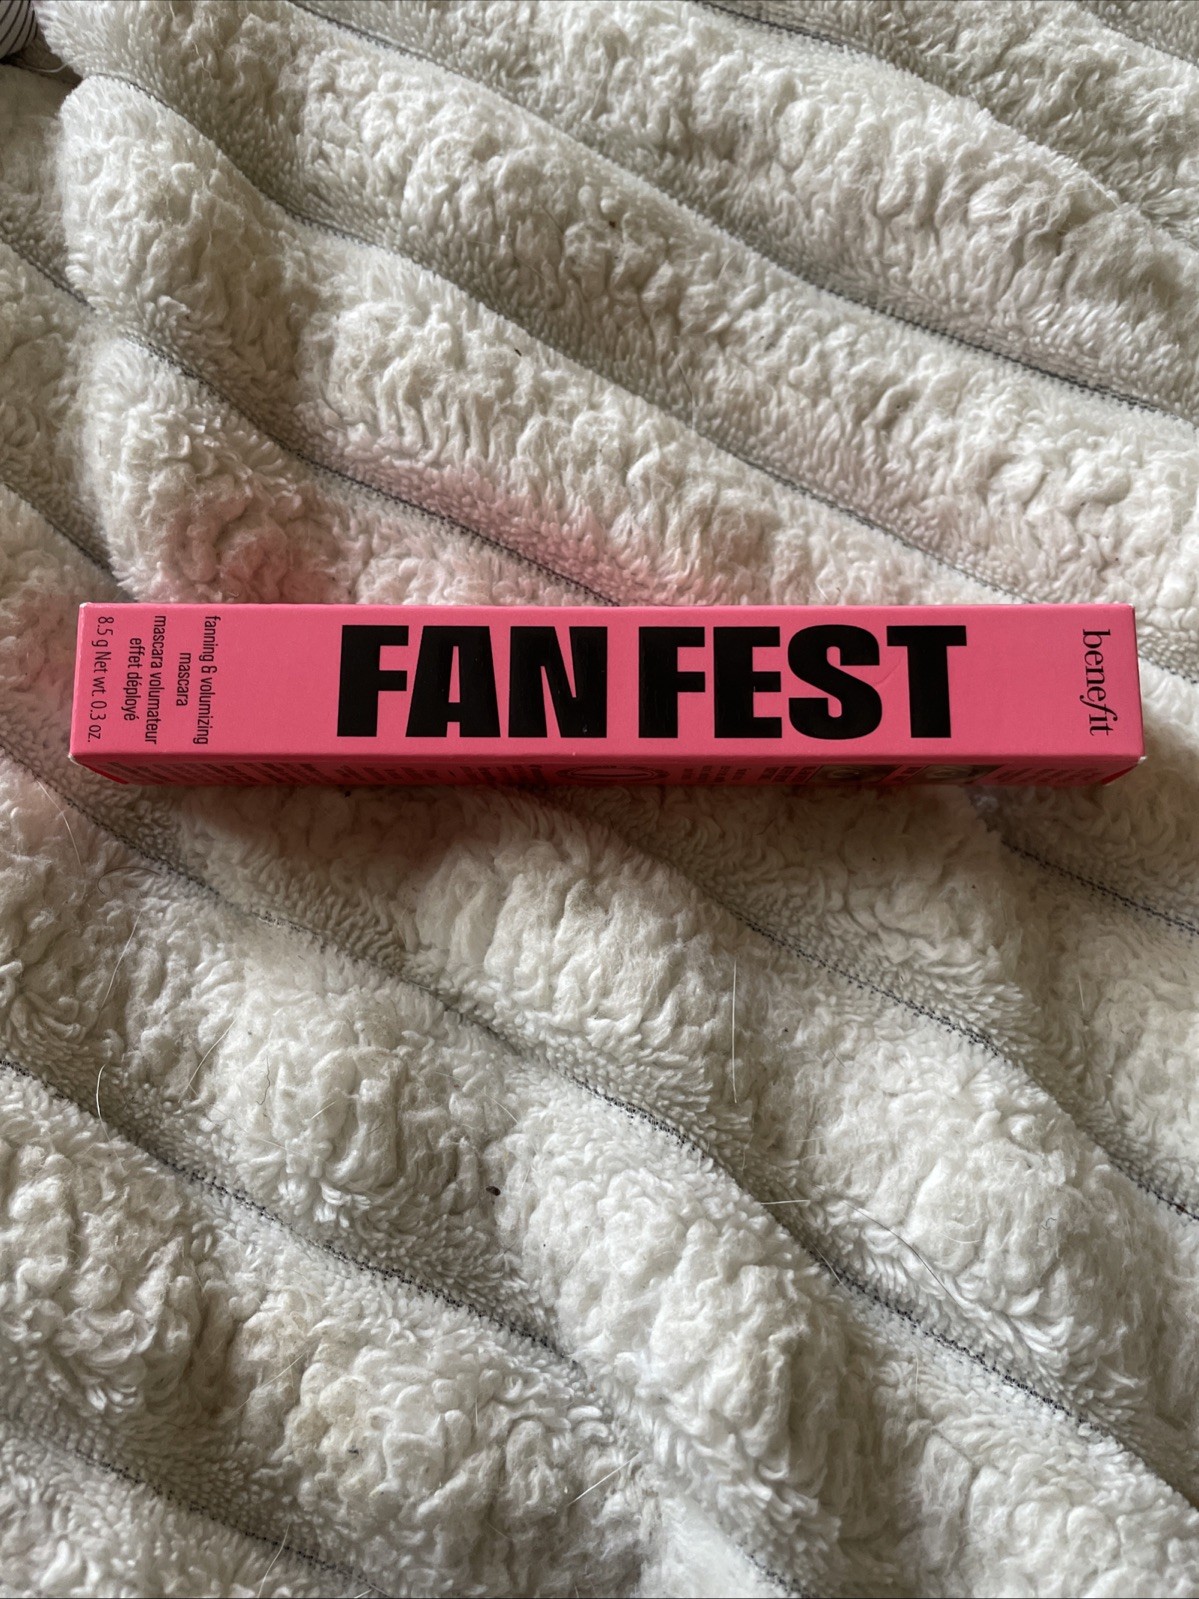 benefit
FAN FEST
fanning & volumizing
mascara
mascara volumateur
effet déployé
8.5 g Net wt. 0.3 oz.